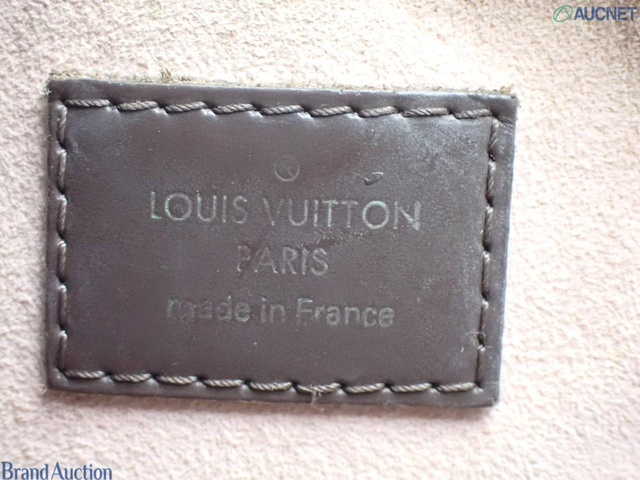 AUCNET
®
LOUIS VUITTON
PARIS
made in France
Brand Auction